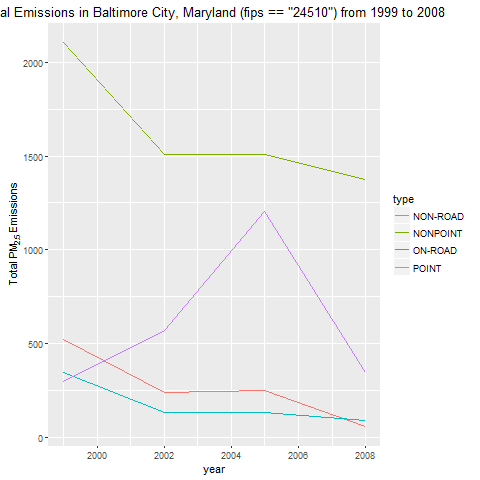 al Emissions in Baltimore City, Maryland (fips == "24510") from 1999 to 2008
2000
1500
1000
500
0
Total PM2.5 Emissions
2000
2002
2004
2006
2008
year
type
NON-ROAD
NONPOINT
ON-ROAD
POINT